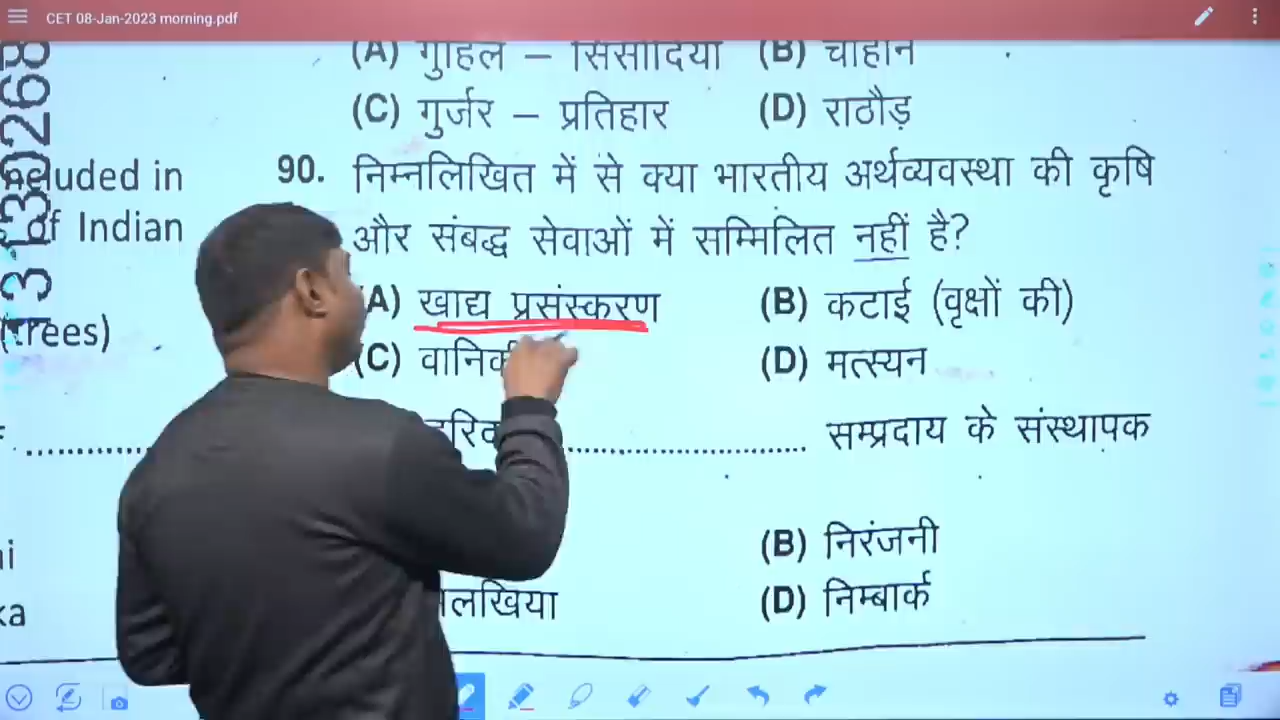 CET 08-Jan-2023 morning.pdf
(A) गुहिल – सिसोदिया (B) चौहान
(C) गुर्जर – प्रतिहार (D) राठौड़
included in
of Indian
(trees)
90. निम्नलिखित में से क्या भारतीय अर्थव्यवस्था की कृषि
और संबद्ध सेवाओं में सम्मिलित नहीं है?
(A) खाद्य प्रसंस्करण (B) कटाई (वृक्षों की)
(C) (D) मत्स्यन
.......... सम्प्रदाय के संस्थापक
(B) निरंजनी
(D) निम्बार्क